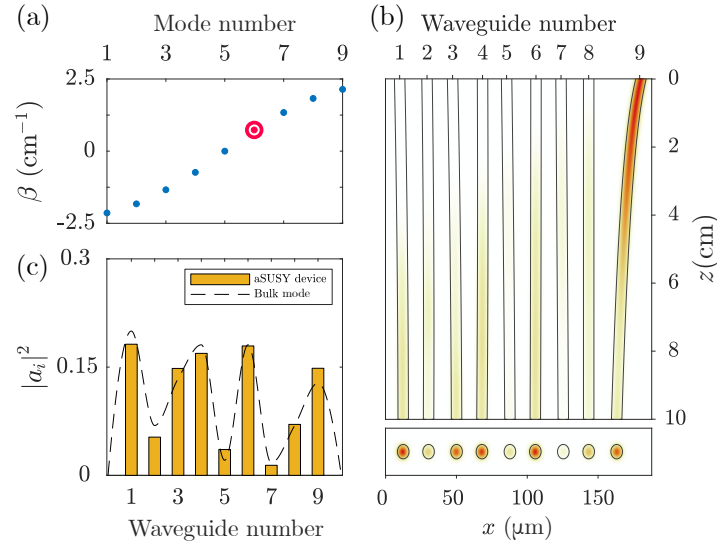 (a)
Mode number
1 3 5 7 9
2.5
0
-2.5
β (cm⁻¹)
(c)
0.3
0.15
0
|aᵢ|²
aSUSY device
Bulk mode
1 3 5 7 9
Waveguide number
(b)
Waveguide number
1 2 3 4 5 6 7 8 9
0
2
4
6
8
10
z(cm)
0 50 100 150
x (μm)